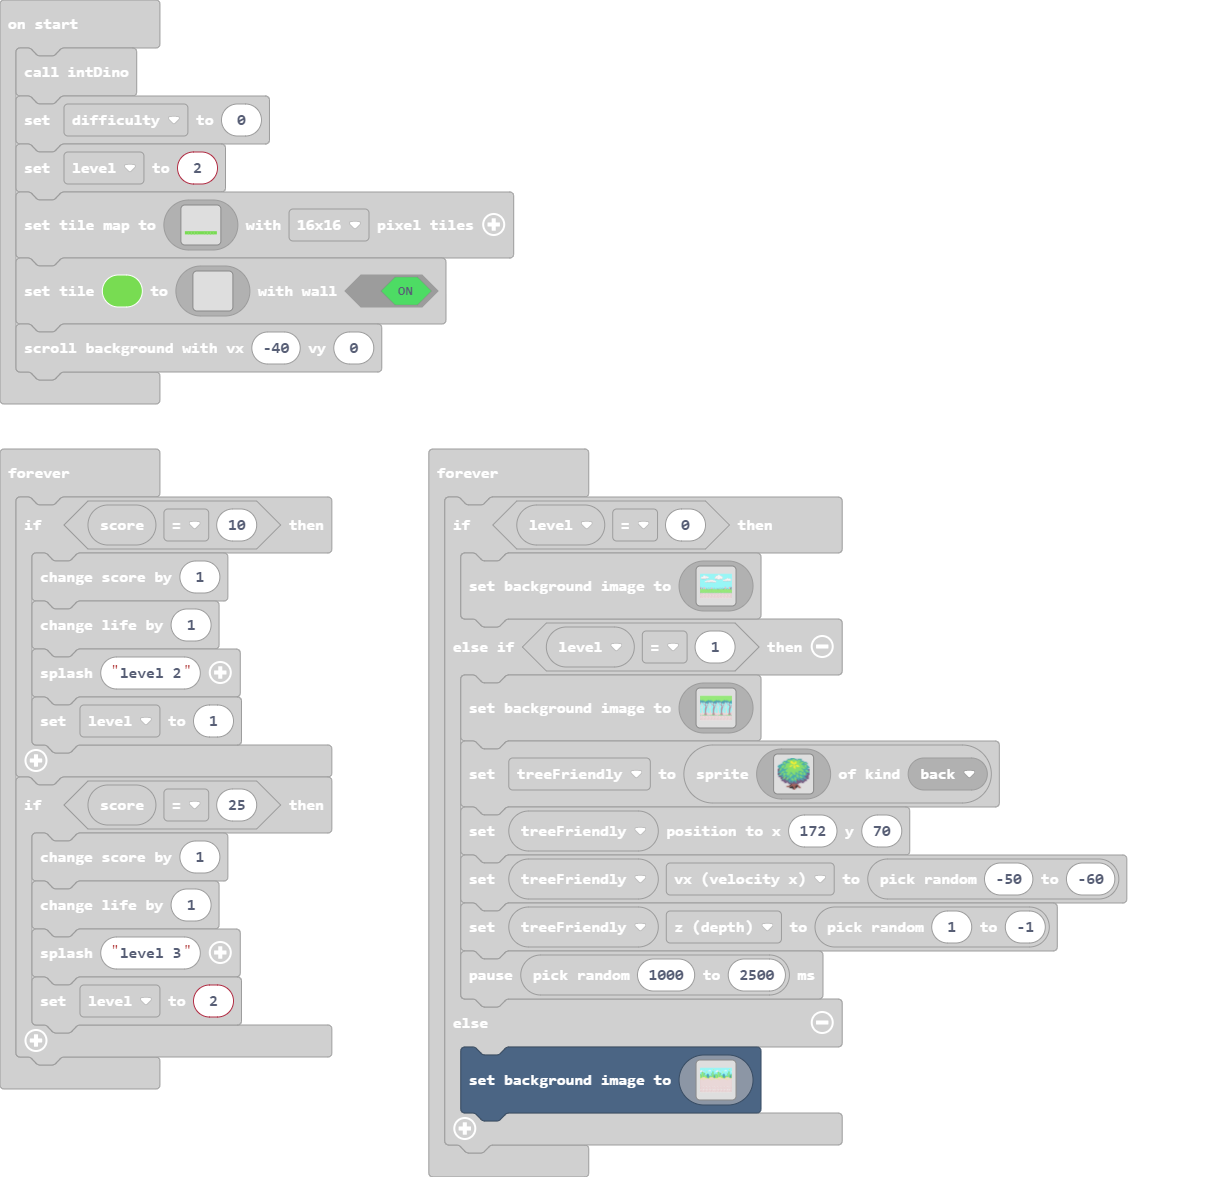 on start
call intDino
set difficulty to 0
set level to 2
set tile map to with 16x16 pixel tiles
set tile to with wall ON
scroll background with vx -40 vy 0
forever
if score = 10 then
change score by 1
change life by 1
splash "level 2"
set level to 1
if score = 25 then
change score by 1
change life by 1
splash "level 3"
set level to 2
forever
if level = 0 then
set background image to
else if level = 1 then
set background image to
set treeFriendly to sprite of kind back
set treeFriendly position to x 172 y 70
set treeFriendly vx (velocity x) to pick random -50 to -60
set treeFriendly z (depth) to pick random 1 to -1
pause pick random 1000 to 2500 ms
else
set background image to